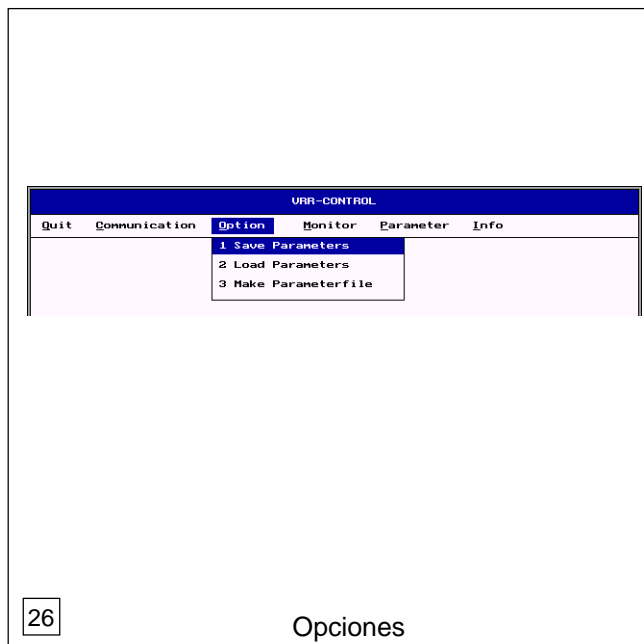 VRR-CONTROL
Quit Communication Option Monitor Parameter Info
1 Save Parameters
2 Load Parameters
3 Make Parameterfile
26
Opciones